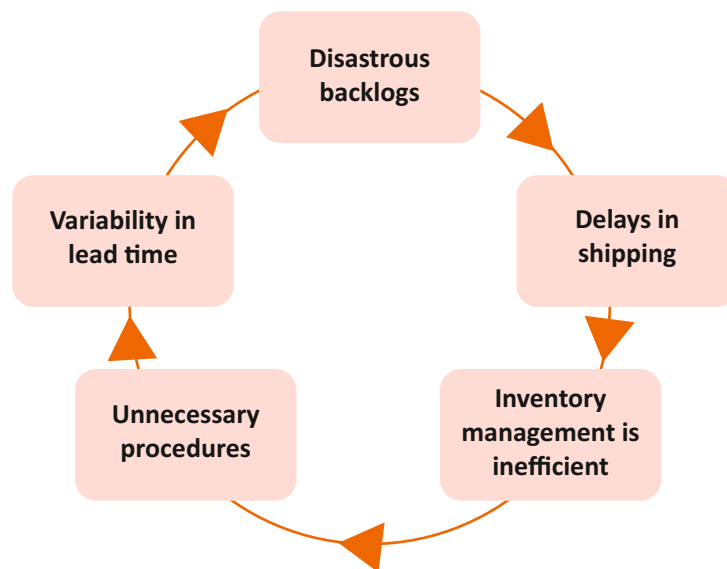 Disastrous
backlogs
Delays in
shipping
Inventory
management is
inefficient
Unnecessary
procedures
Variability in
lead time